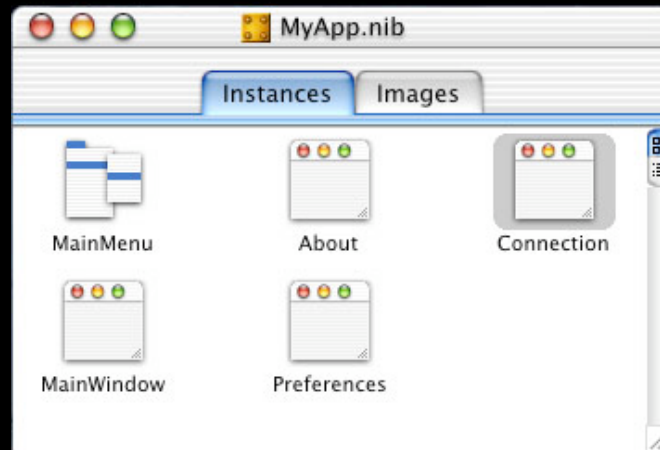 MyApp.nib
Instances Images
MainMenu About Connection
MainWindow Preferences